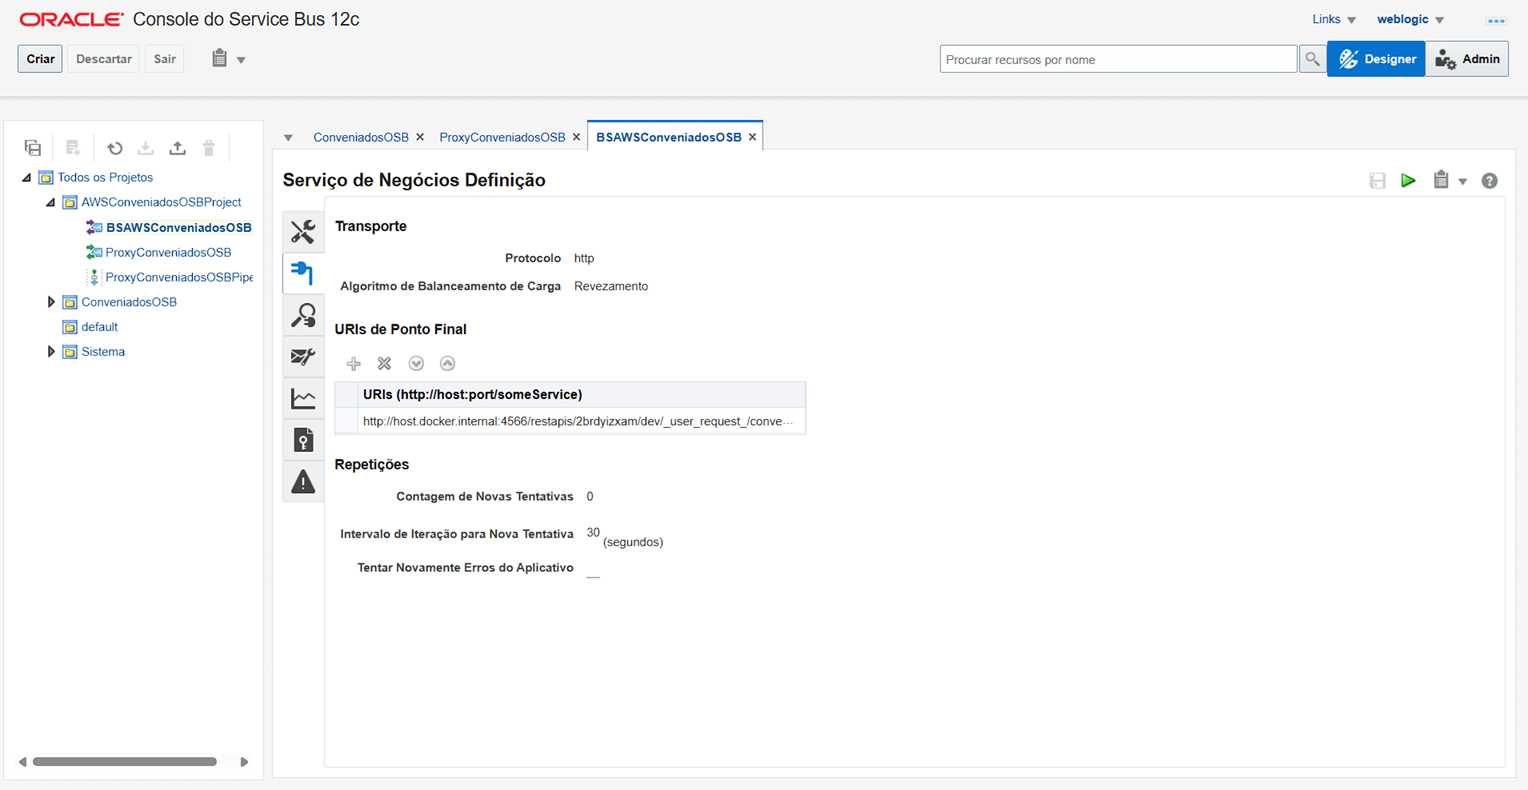 ORACLE Console do Service Bus 12c
Links weblogic
Criar Descartar Sair
Procurar recursos por nome
Designer Admin
Todos os Projetos
AWSConveniadosOSBProject
BSAWSConveniadosOSB
ProxyConveniadosOSB
ProxyConveniadosOSBPipe
ConveniadosOSB
default
Sistema
ConveniadosOSB ProxyConveniadosOSB BSAWSConveniadosOSB
Serviço de Negócios Definição
Transporte
Protocolo http
Algoritmo de Balanceamento de Carga Revezamento
URIs de Ponto Final
URIs (http://host:port/someService)
http://host.docker.internal:4566/restapis/2brdyizxam/dev/_user_request_/conve...
Repetições
Contagem de Novas Tentativas 0
Intervalo de Iteração para Nova Tentativa 30 (segundos)
Tentar Novamente Erros do Aplicativo